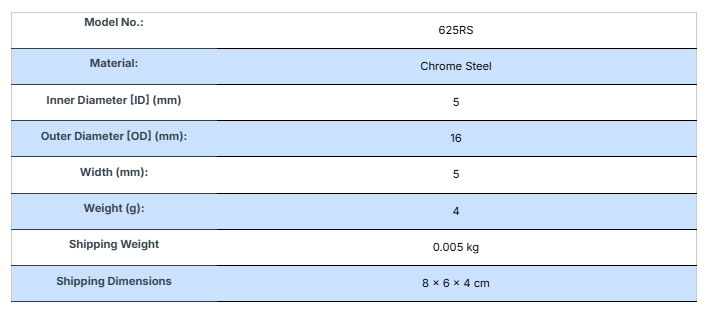 Model No.: 625RS
Material: Chrome Steel
Inner Diameter [ID] (mm) 5
Outer Diameter [OD] (mm): 16
Width (mm): 5
Weight (g): 4
Shipping Weight 0.005 kg
Shipping Dimensions 8 × 6 × 4 cm